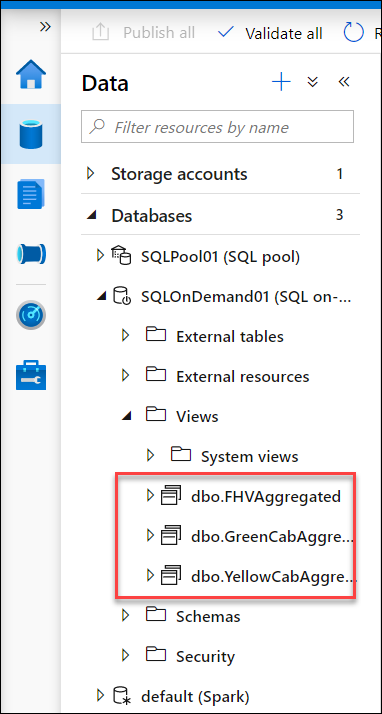 »
Publish all Validate all R
Data
Filter resources by name
Storage accounts 1
Databases 3
SQLPool01 (SQL pool)
SQLOnDemand01 (SQL on-...
External tables
External resources
Views
System views
dbo.FHVAggregated
dbo.GreenCabAggre...
dbo.YellowCabAggre...
Schemas
Security
default (Spark)